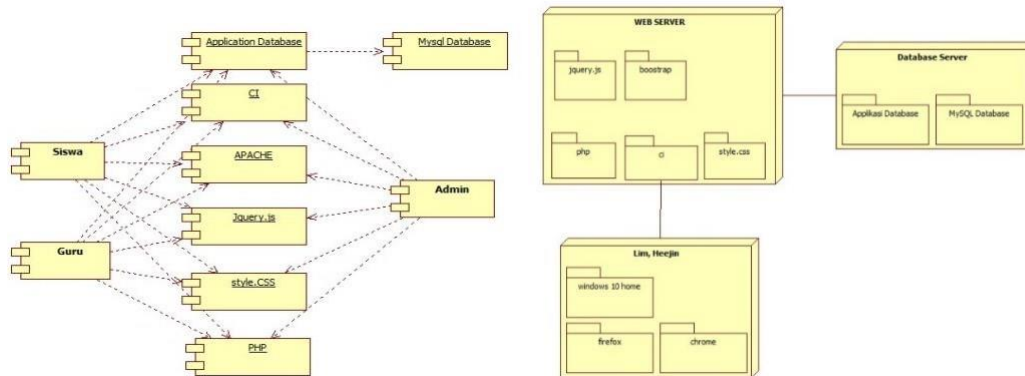 Application Database
Mysql Database
CI
Siswa
APACHE
Admin
Jquery.js
Guru
style.CSS
PHP
WEB SERVER
jquery.js
boostrap
php
ci
style.css
Database Server
Applikasi Database
MySQL Database
Lim, Heejin
windows 10 home
firefox
chrome